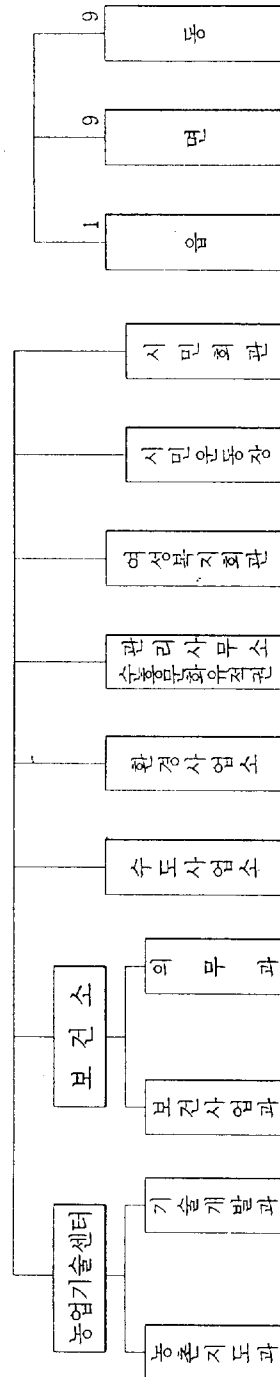 농업기술센터
농촌지도과
기술개발과
보건소
보건사업과
의무과
수도사업소
환경사업소
순흥문화유적권
관리사무소
여성복지회관
시민운동장
시민회관
1
읍
9
면
9
동